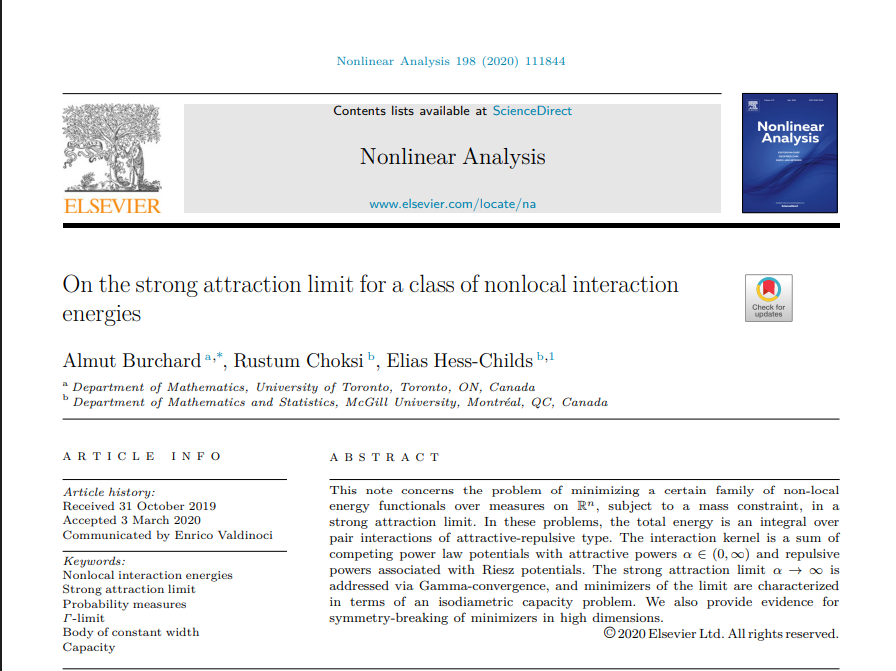 Nonlinear Analysis 198 (2020) 111844
Contents lists available at ScienceDirect
Nonlinear Analysis
www.elsevier.com/locate/na
ELSEVIER
Nonlinear
Analysis
On the strong attraction limit for a class of nonlocal interaction
energies
Check for
updates
Almut Burchard a,*, Rustum Choksi b, Elias Hess-Childs b,1
a Department of Mathematics, University of Toronto, Toronto, ON, Canada
b Department of Mathematics and Statistics, McGill University, Montréal, QC, Canada
ARTICLE INFO
Article history:
Received 31 October 2019
Accepted 3 March 2020
Communicated by Enrico Valdinoci
Keywords:
Nonlocal interaction energies
Strong attraction limit
Probability measures
Γ-limit
Body of constant width
Capacity
ABSTRACT
This note concerns the problem of minimizing a certain family of non-local
energy functionals over measures on ℝⁿ, subject to a mass constraint, in a
strong attraction limit. In these problems, the total energy is an integral over
pair interactions of attractive-repulsive type. The interaction kernel is a sum of
competing power law potentials with attractive powers α ∈ (0, ∞) and repulsive
powers associated with Riesz potentials. The strong attraction limit α → ∞ is
addressed via Gamma-convergence, and minimizers of the limit are characterized
in terms of an isodiametric capacity problem. We also provide evidence for
symmetry-breaking of minimizers in high dimensions.
© 2020 Elsevier Ltd. All rights reserved.